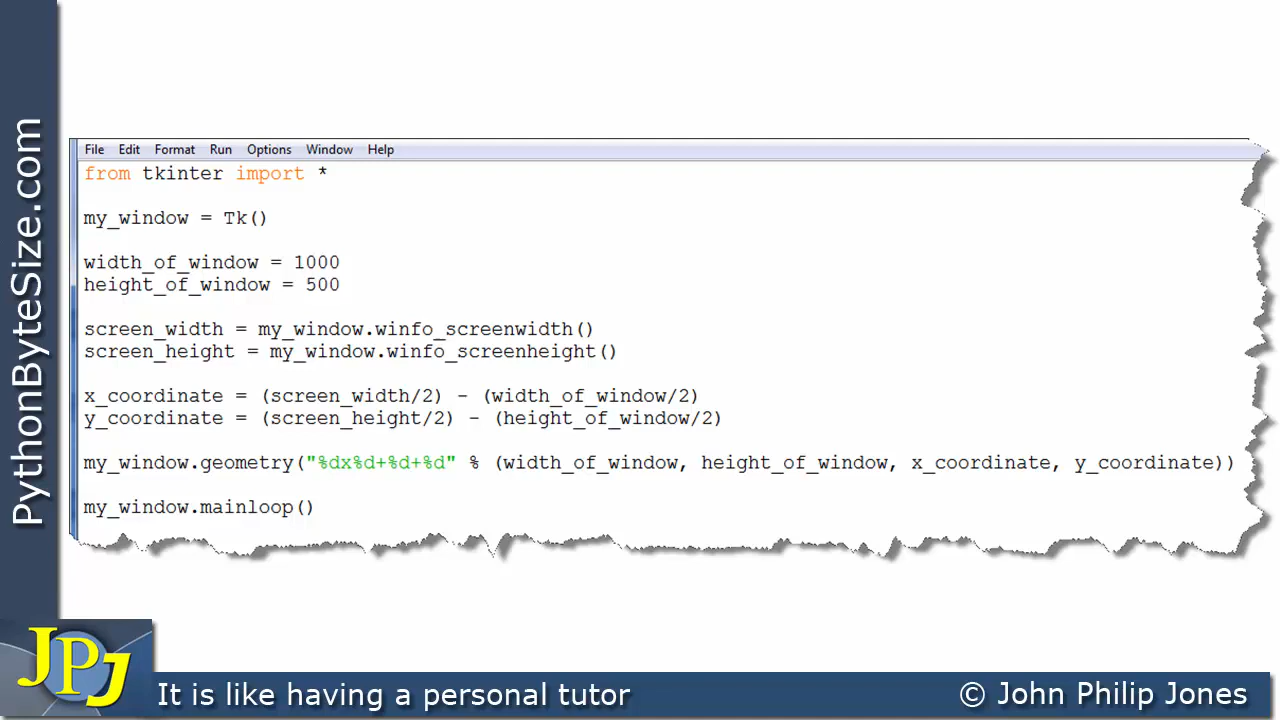 PythonByteSize.com
File Edit Format Run Options Window Help
from tkinter import *
my_window = Tk()
width_of_window = 1000
height_of_window = 500
screen_width = my_window.winfo_screenwidth()
screen_height = my_window.winfo_screenheight()
x_coordinate = (screen_width/2) - (width_of_window/2)
y_coordinate = (screen_height/2) - (height_of_window/2)
my_window.geometry("%dx%d+%d+%d" % (width_of_window, height_of_window, x_coordinate, y_coordinate))
my_window.mainloop()
JPJ
It is like having a personal tutor
© John Philip Jones